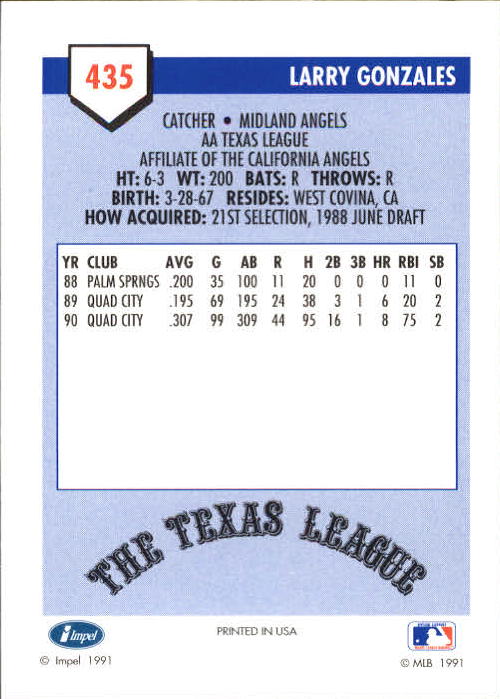 435
LARRY GONZALES
CATCHER • MIDLAND ANGELS
AA TEXAS LEAGUE
AFFILIATE OF THE CALIFORNIA ANGELS
HT: 6-3 WT: 200 BATS: R THROWS: R
BIRTH: 3-28-67 RESIDES: WEST COVINA, CA
HOW ACQUIRED: 21ST SELECTION, 1988 JUNE DRAFT
YR CLUB AVG G AB R H 2B 3B HR RBI SB
88 PALM SPRNGS .200 35 100 11 20 0 0 0 11 0
89 QUAD CITY .195 69 195 24 38 3 1 6 20 2
90 QUAD CITY .307 99 309 44 95 16 1 8 75 2
THE TEXAS LEAGUE
i Impel
PRINTED IN USA
© Impel 1991
© MLB 1991